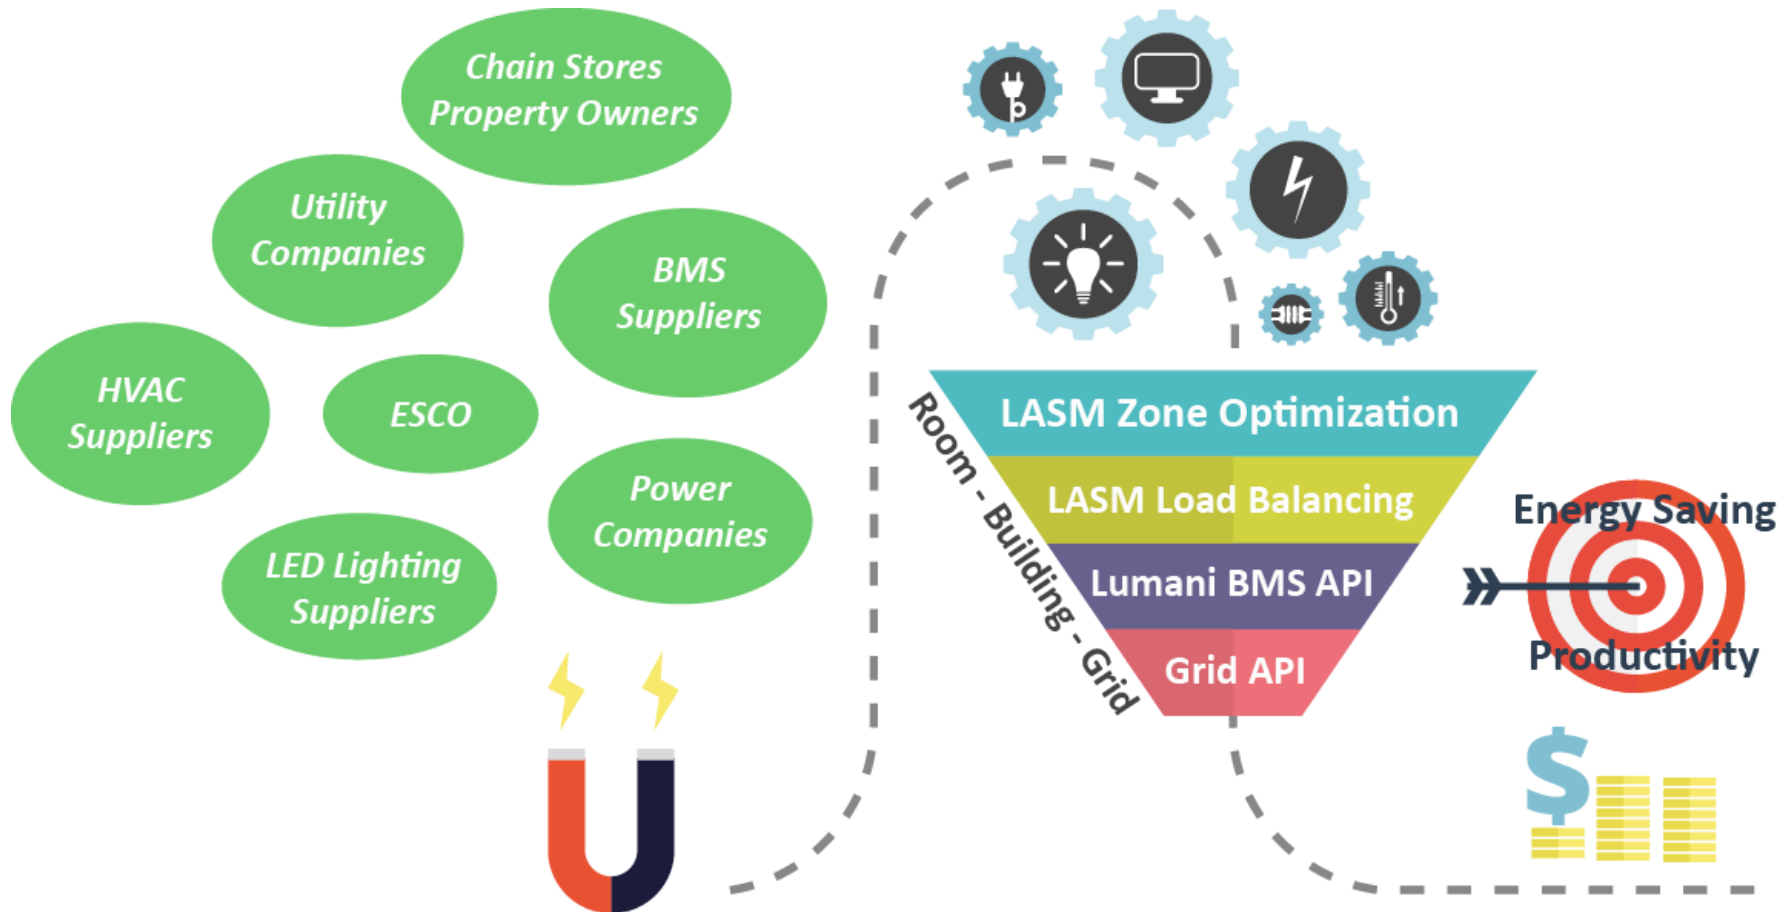 Chain Stores
Property Owners
Utility
Companies
BMS
Suppliers
HVAC
Suppliers
ESCO
Power
Companies
LED Lighting
Suppliers
LASM Zone Optimization
LASM Load Balancing
Lumani BMS API
Grid API
Room - Building - Grid
Energy Saving
Productivity
$